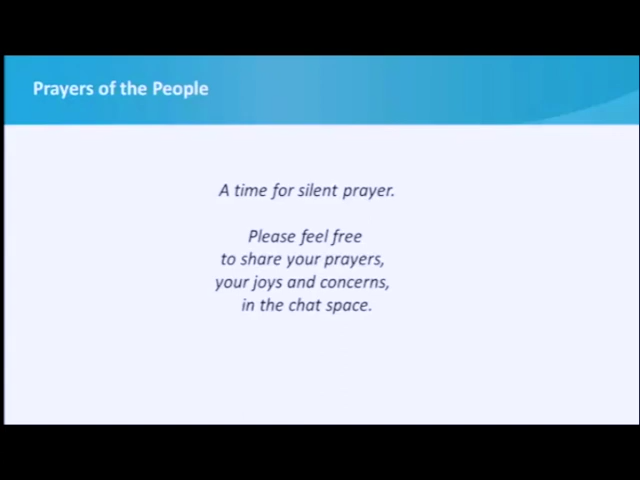 Prayers of the People
A time for silent prayer.
Please feel free
to share your prayers,
your joys and concerns,
in the chat space.